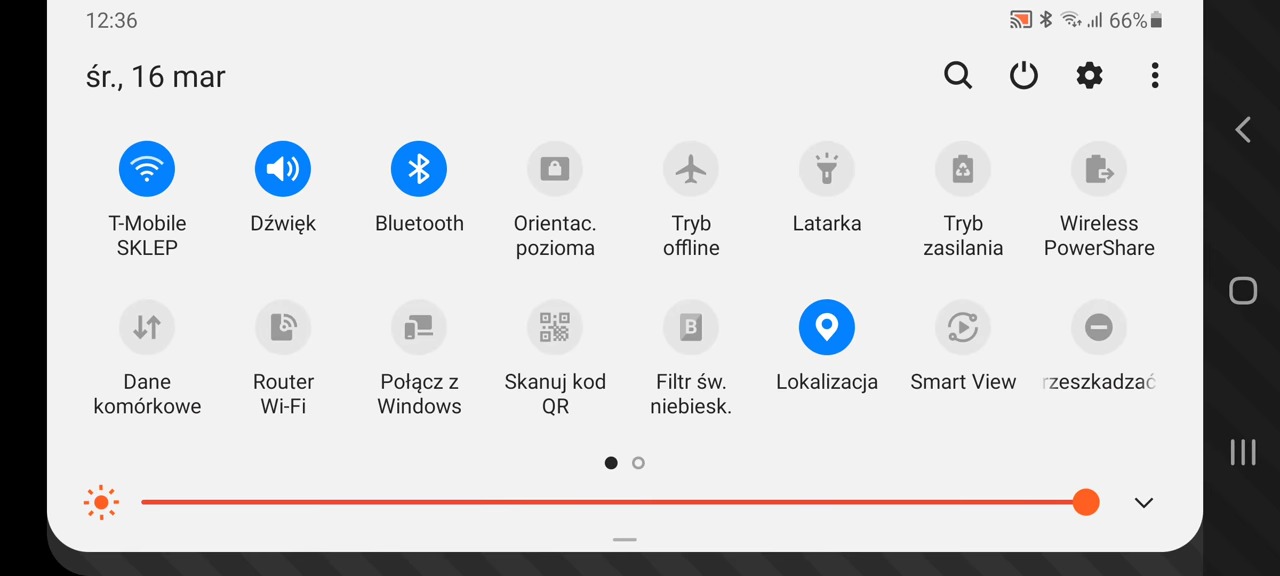 12:36
66%
śr., 16 mar
T-Mobile
SKLEP
Dźwięk
Bluetooth
Orientac.
pozioma
Tryb
offline
Latarka
Tryb
zasilania
Wireless
PowerShare
Dane
komórkowe
Router
Wi-Fi
Połącz z
Windows
Skanuj kod
QR
B
Filtr św.
niebiesk.
Lokalizacja
Smart View
rzeszkadzać